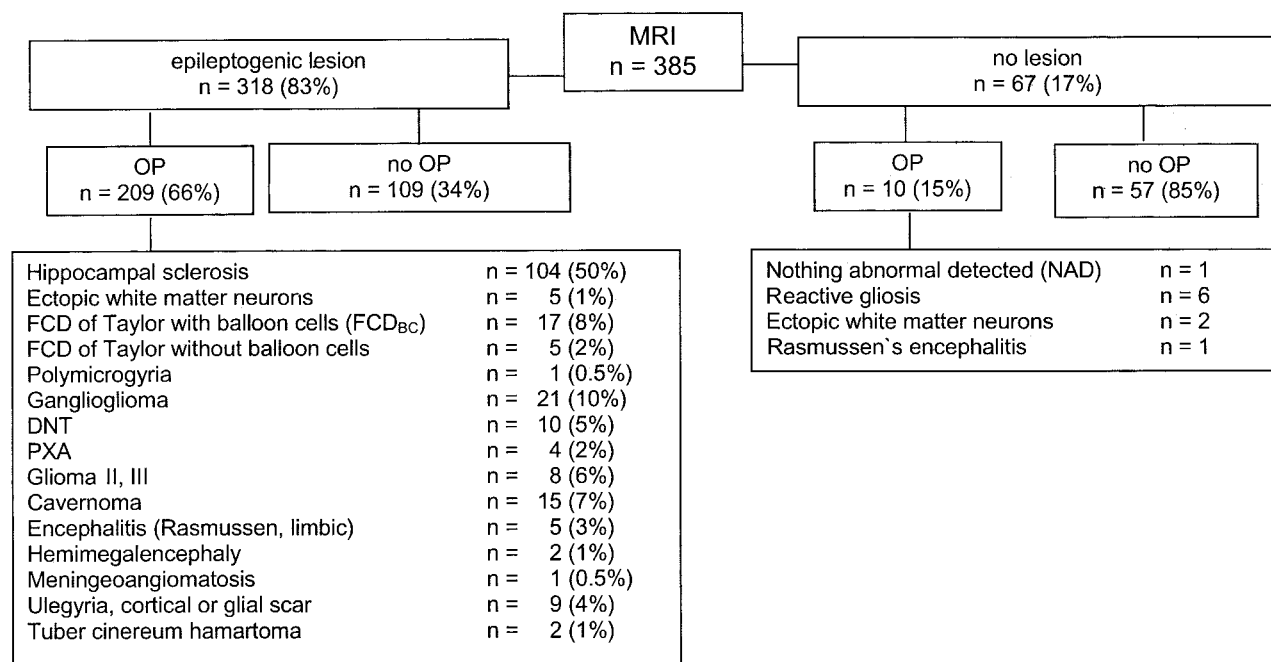 MRI
n = 385
epileptogenic lesion
n = 318 (83%)
no lesion
n = 67 (17%)
OP
n = 209 (66%)
no OP
n = 109 (34%)
OP
n = 10 (15%)
no OP
n = 57 (85%)
Hippocampal sclerosis n = 104 (50%)
Ectopic white matter neurons n = 5 (1%)
FCD of Taylor with balloon cells (FCDBC) n = 17 (8%)
FCD of Taylor without balloon cells n = 5 (2%)
Polymicrogyria n = 1 (0.5%)
Ganglioglioma n = 21 (10%)
DNT n = 10 (5%)
PXA n = 4 (2%)
Glioma II, III n = 8 (6%)
Cavernoma n = 15 (7%)
Encephalitis (Rasmussen, limbic) n = 5 (3%)
Hemimegalencephaly n = 2 (1%)
Meningeoangiomatosis n = 1 (0.5%)
Ulegyria, cortical or glial scar n = 9 (4%)
Tuber cinereum hamartoma n = 2 (1%)
Nothing abnormal detected (NAD) n = 1
Reactive gliosis n = 6
Ectopic white matter neurons n = 2
Rasmussen`s encephalitis n = 1